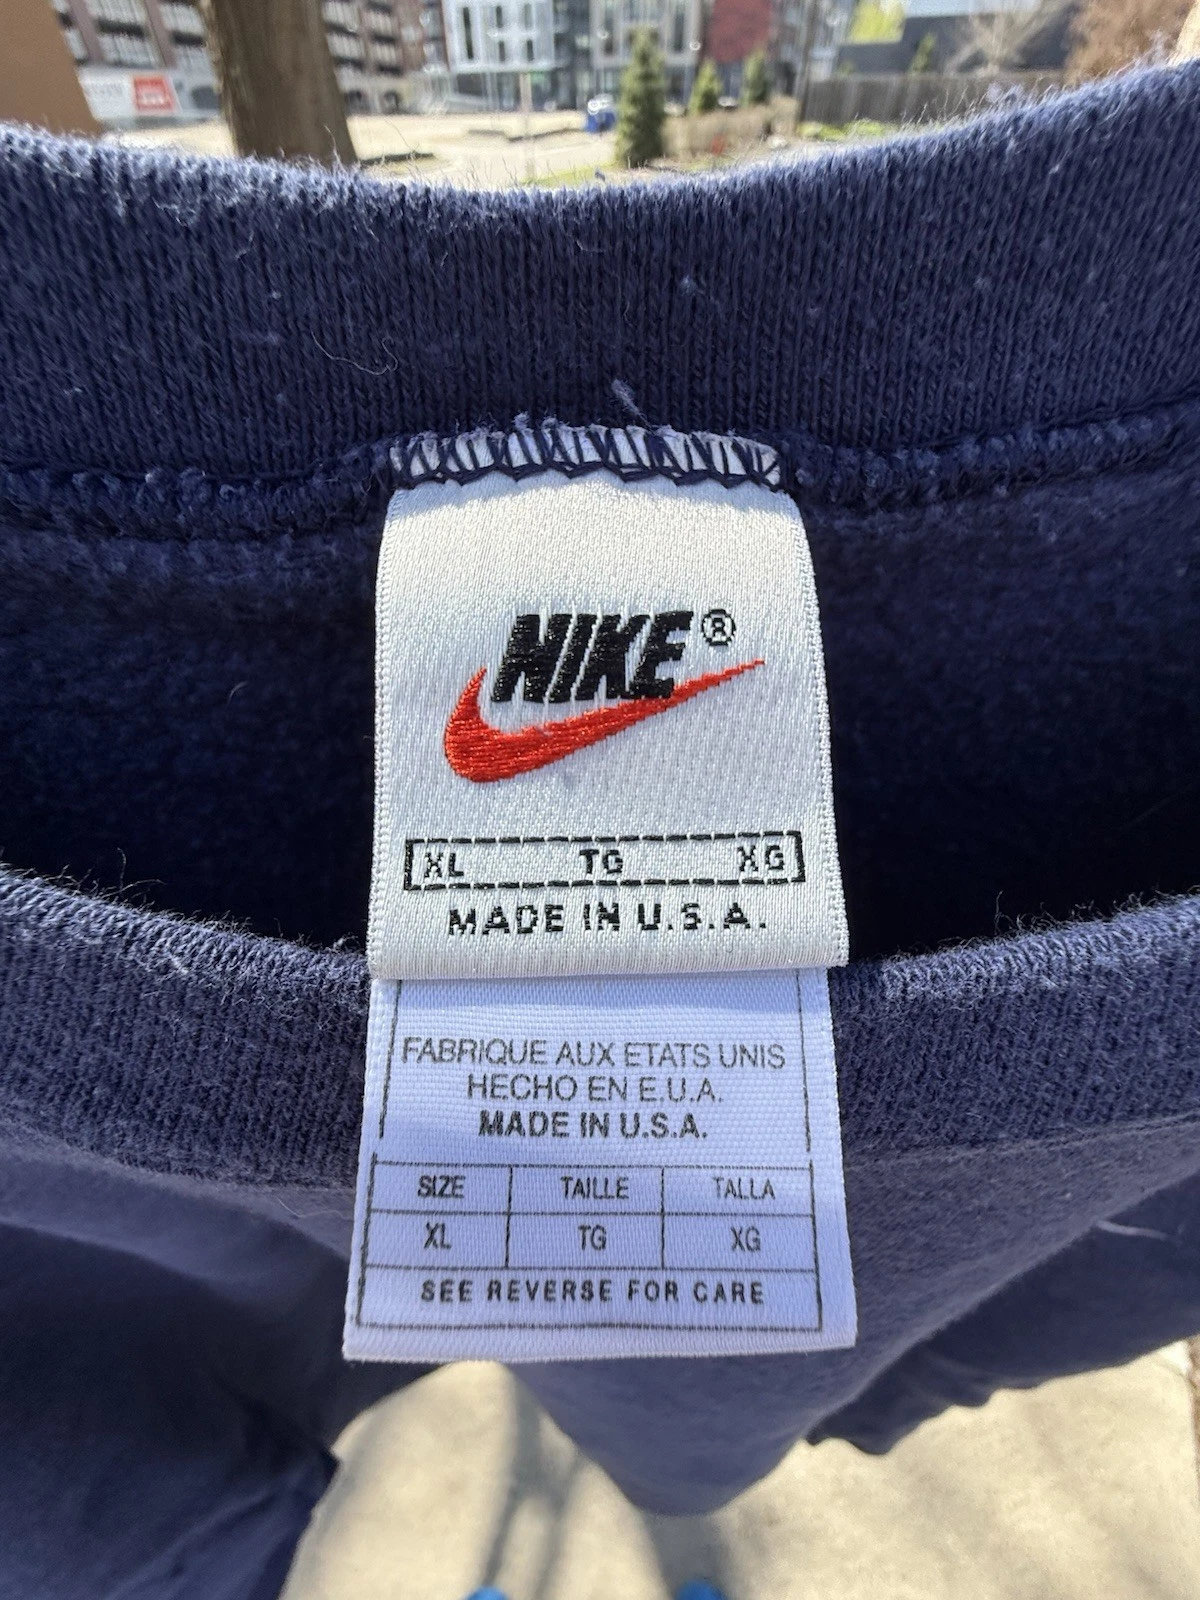 NIKE®
XL TG XG
MADE IN U.S.A.
FABRIQUE AUX ETATS UNIS
HECHO EN E.U.A.
MADE IN U.S.A.
SIZE TAILLE TALLA
XL TG XG
SEE REVERSE FOR CARE